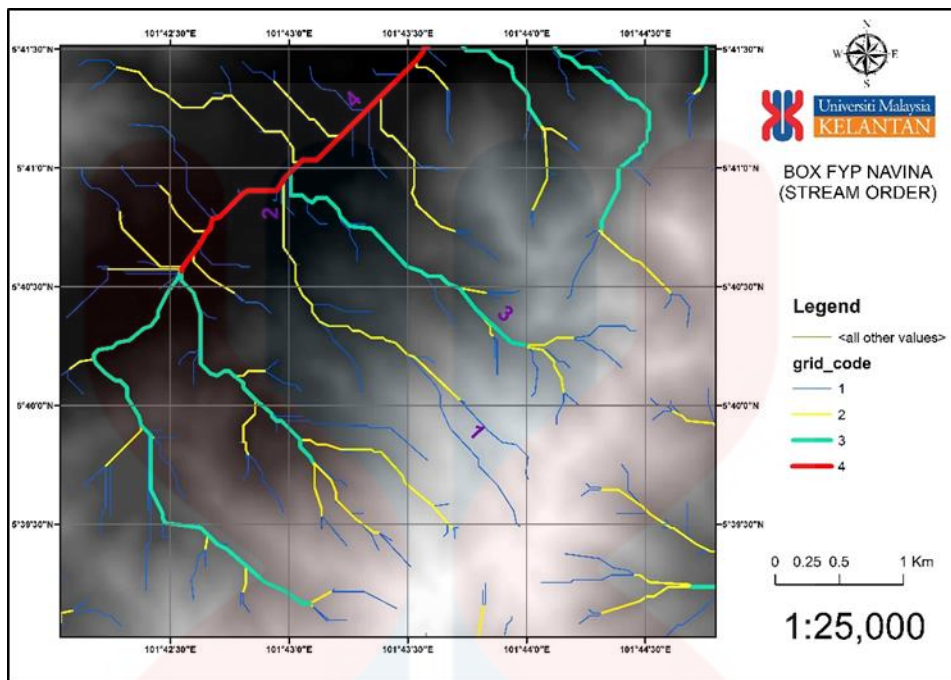 101°42'30"E 101°43'0"E 101°43'30"E 101°44'0"E 101°44'30"E
5°41'30"N 5°41'30"N
5°41'0"N 5°41'0"N
5°40'30"N 5°40'30"N
5°40'0"N 5°40'0"N
5°39'30"N 5°39'30"N
101°42'30"E 101°43'0"E 101°43'30"E 101°44'0"E 101°44'30"E
4
2
3
1
N
W E
S
Universiti Malaysia
KELANTAN
BOX FYP NAVINA
(STREAM ORDER)
Legend
<all other values>
grid_code
1
2
3
4
0 0.25 0.5 1 Km
1:25,000